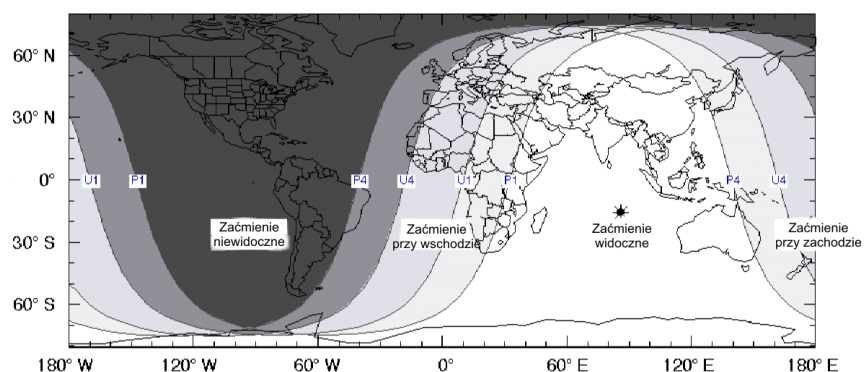 60° N
30° N
0°
30° S
60° S
U1 P1 P4 U4 U1 P1 P4 U4
Zaćmienie
niewidoczne
Zaćmienie
przy wschodzie
Zaćmienie
widoczne
Zaćmienie
przy zachodzie
180° W 120° W 60° W 0° 60° E 120° E 180° E